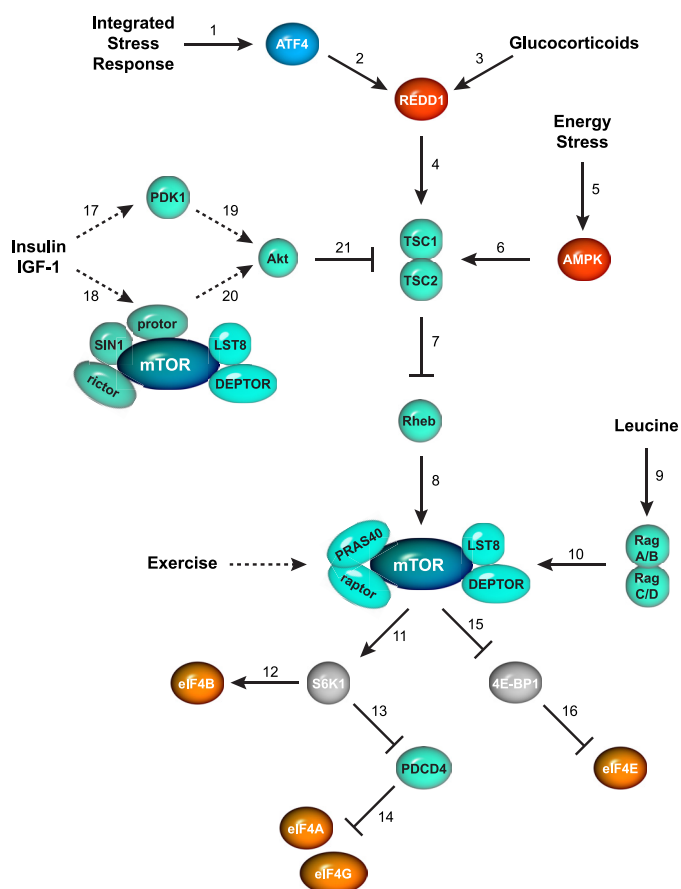 Integrated
Stress
Response
1
ATF4
2
3
Glucocorticoids
REDD1
Energy
Stress
4
5
PDK1
17
19
Insulin
IGF-1
Akt
21
TSC1
TSC2
6
AMPK
18
20
protor
SIN1
LST8
mTOR
rictor
DEPTOR
7
Rheb
Leucine
8
9
Exercise
PRAS40
raptor
mTOR
LST8
DEPTOR
10
Rag
A/B
Rag
C/D
11
15
eIF4B
12
S6K1
4E-BP1
13
16
PDCD4
eIF4E
14
eIF4A
eIF4G